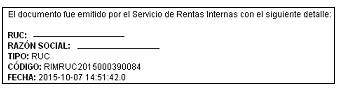 El documento fue emitido por el Servicio de Rentas Internas con el siguiente detalle:
RUC:
RAZÓN SOCIAL:
TIPO: RUC
CÓDIGO: RIMRUC2015000390084
FECHA: 2015-10-07 14:51:42.0